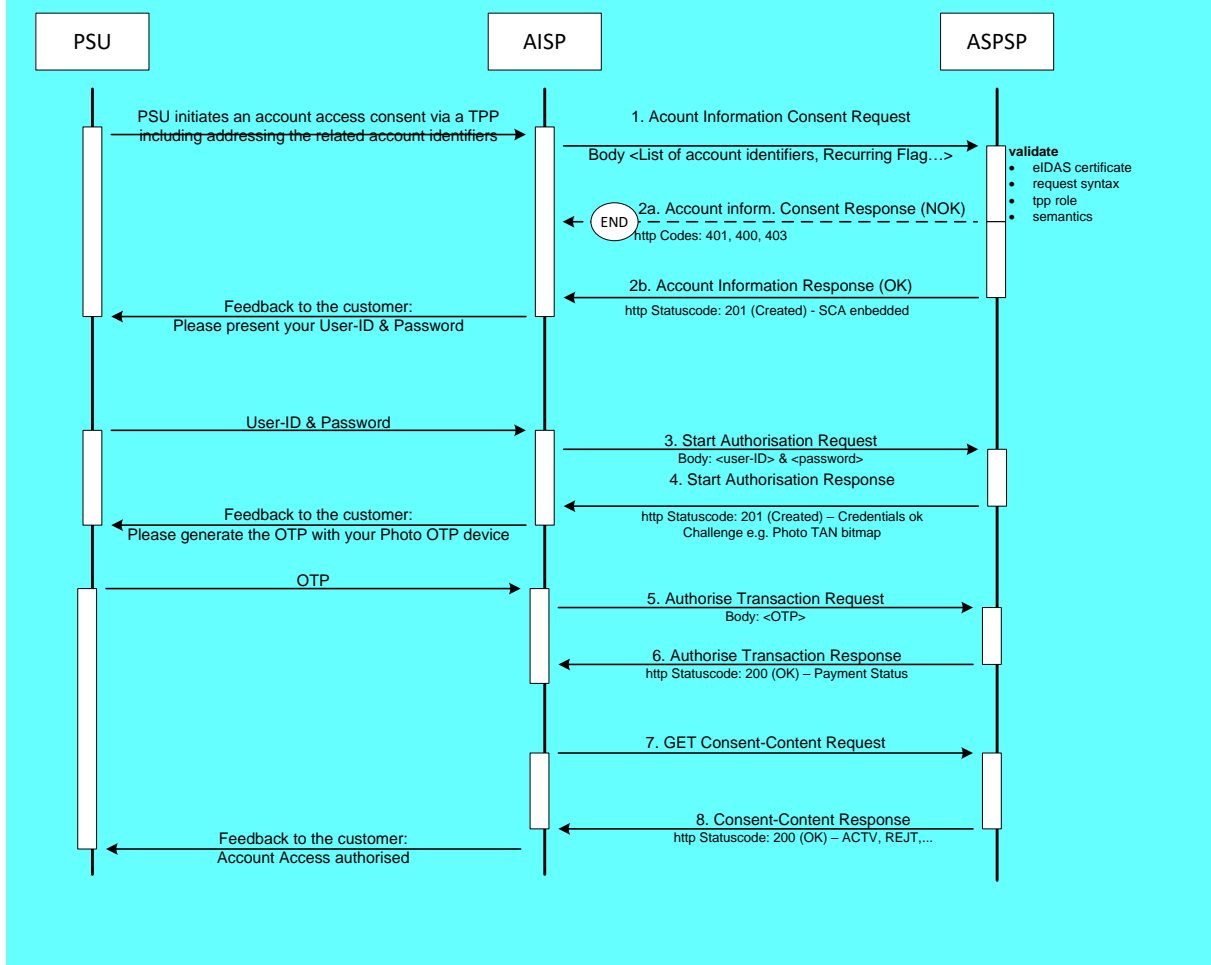 PSU
AISP
ASPSP
PSU initiates an account access consent via a TPP
including addressing the related account identifiers
1. Acount Information Consent Request
Body <List of account identifiers, Recurring Flag…>
validate
• eIDAS certificate
• request syntax
• tpp role
• semantics
2a. Account inform. Consent Response (NOK)
END
http Codes: 401, 400, 403
2b. Account Information Response (OK)
http Statuscode: 201 (Created) - SCA enbedded
Feedback to the customer:
Please present your User-ID & Password
User-ID & Password
3. Start Authorisation Request
Body: <user-ID> & <password>
4. Start Authorisation Response
http Statuscode: 201 (Created) – Credentials ok
Challenge e.g. Photo TAN bitmap
Feedback to the customer:
Please generate the OTP with your Photo OTP device
OTP
5. Authorise Transaction Request
Body: <OTP>
6. Authorise Transaction Response
http Statuscode: 200 (OK) – Payment Status
7. GET Consent-Content Request
8. Consent-Content Response
http Statuscode: 200 (OK) – ACTV, REJT,...
Feedback to the customer:
Account Access authorised